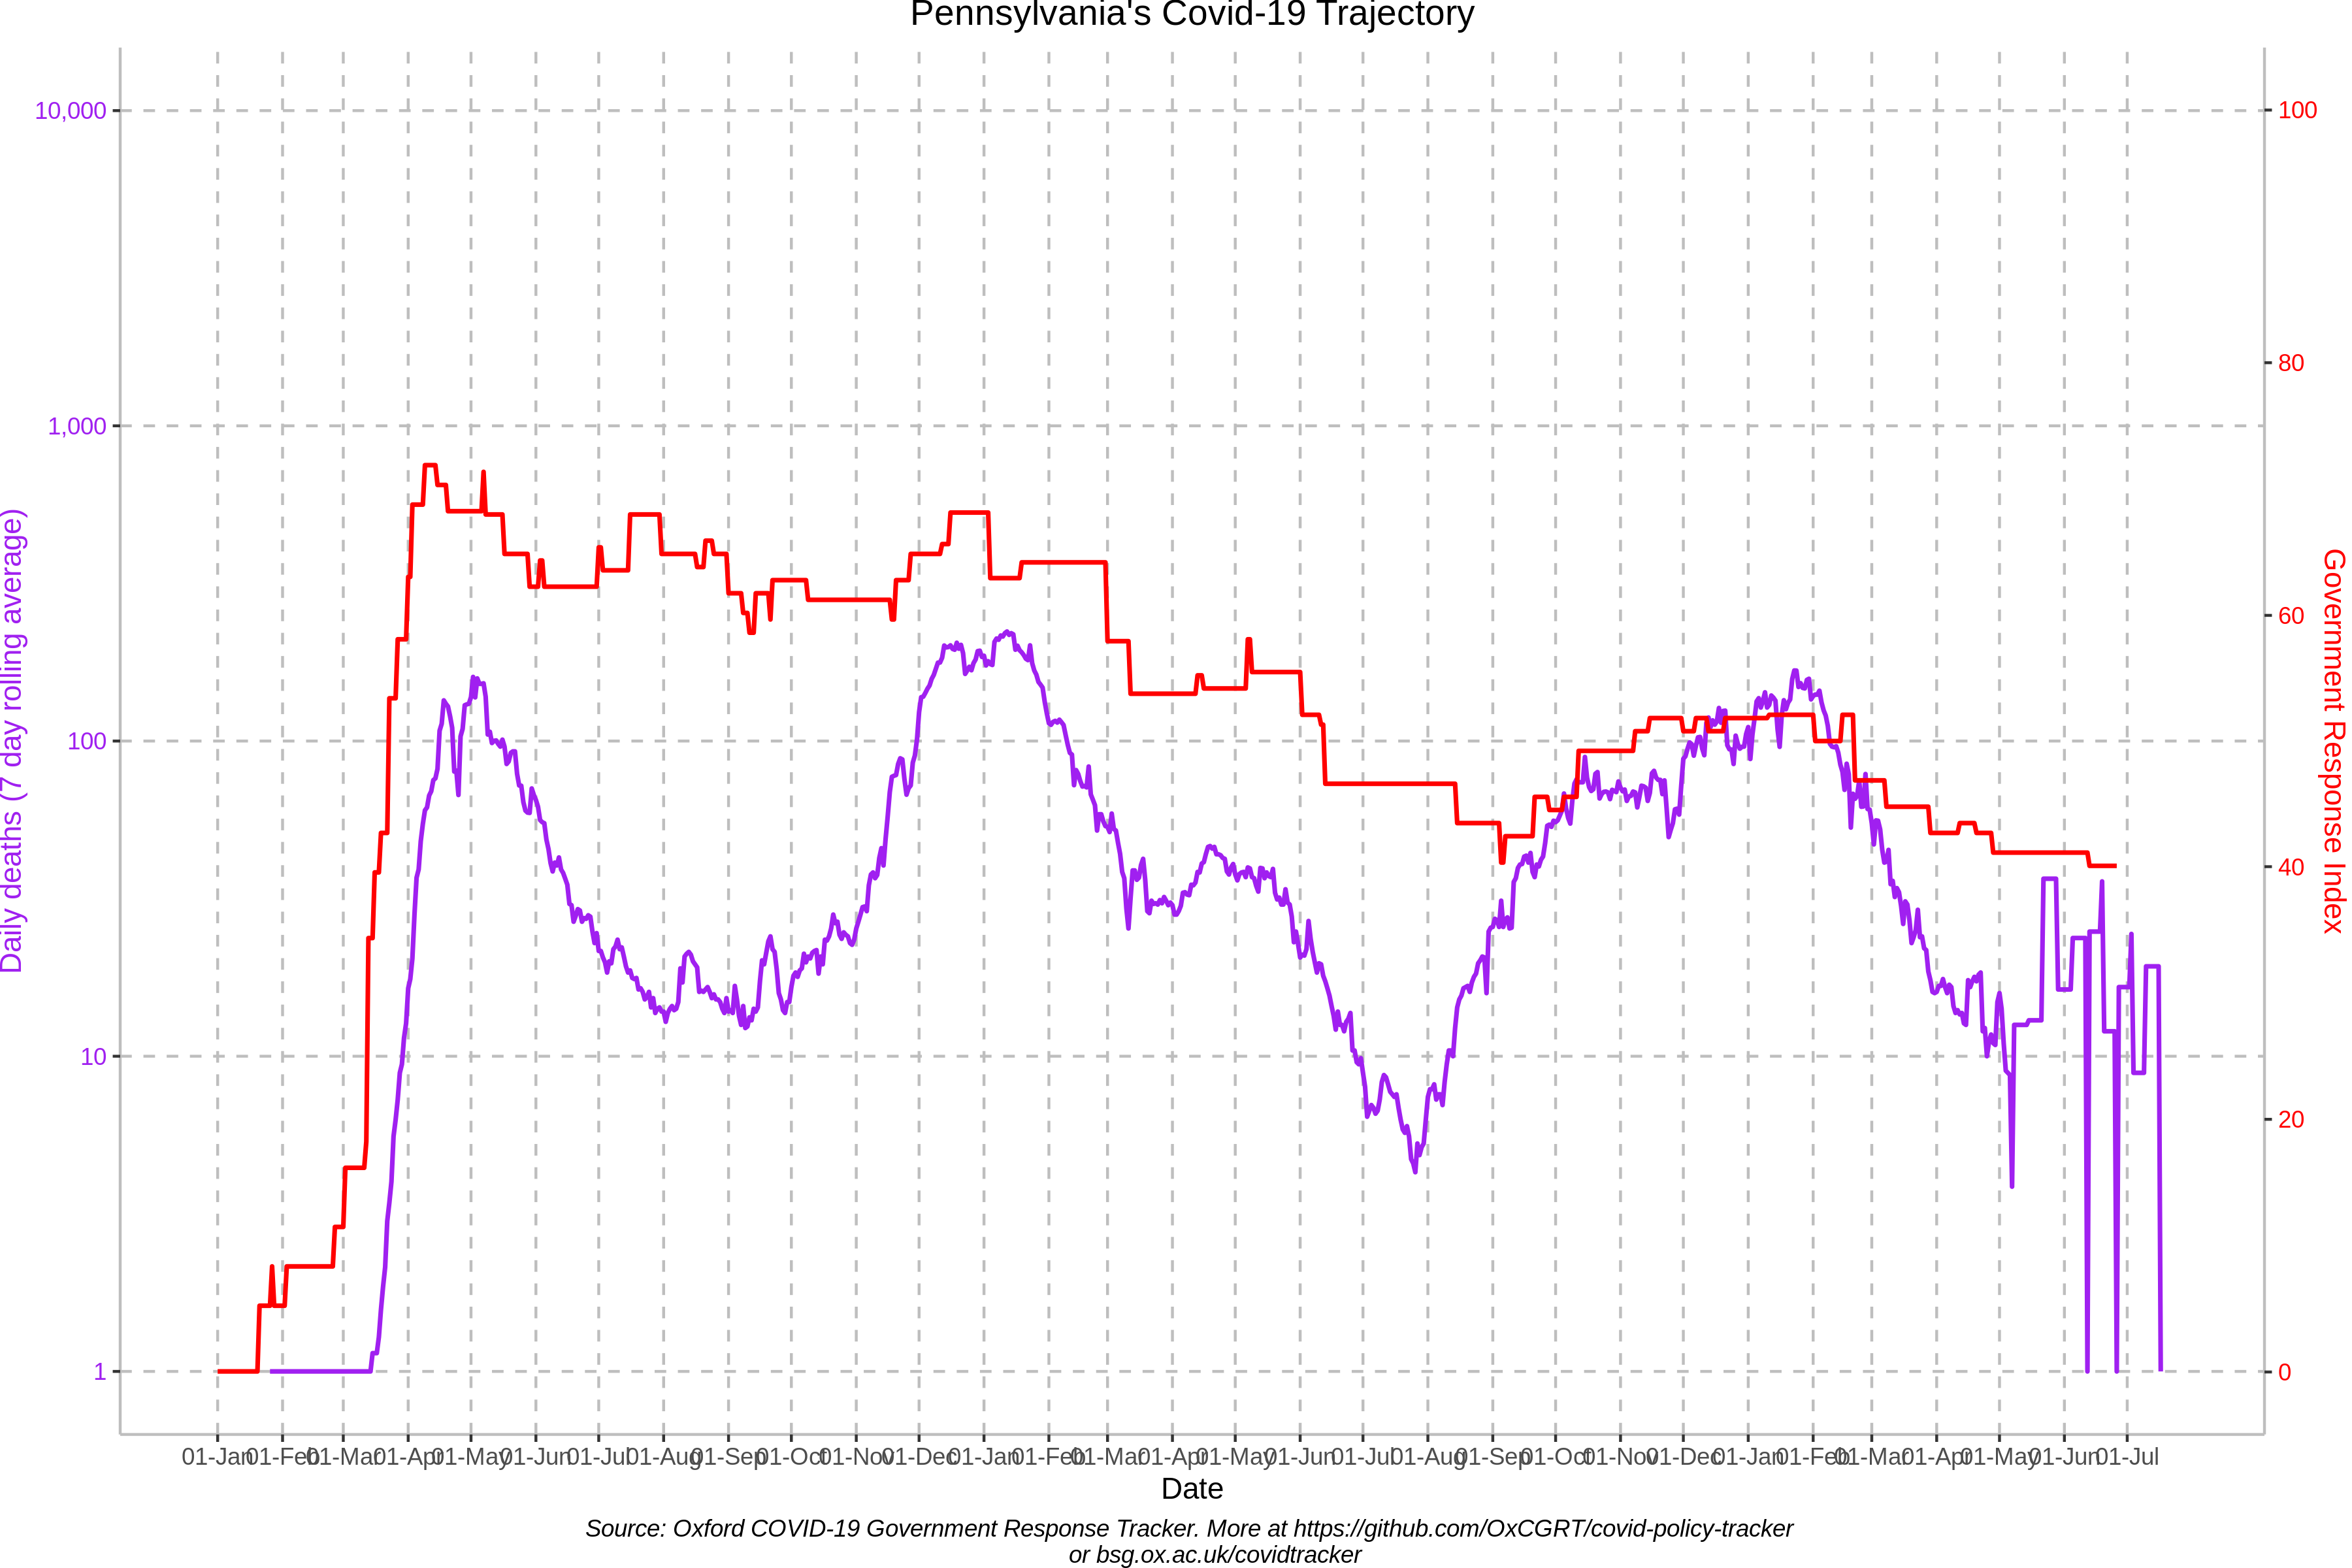 Pennsylvania's Covid-19 Trajectory
10,000
1,000
100
10
1
Daily deaths (7 day rolling average)
100
80
60
40
20
0
Government Response Index
01-Jan 01-Feb 01-Mar 01-Apr 01-May 01-Jun 01-Jul 01-Aug 01-Sep 01-Oct 01-Nov 01-Dec 01-Jan 01-Feb 01-Mar 01-Apr 01-May 01-Jun 01-Jul 01-Aug 01-Sep 01-Oct 01-Nov 01-Dec 01-Jan 01-Feb 01-Mar 01-Apr 01-May 01-Jun 01-Jul
Date
Source: Oxford COVID-19 Government Response Tracker. More at https://github.com/OxCGRT/covid-policy-tracker
or bsg.ox.ac.uk/covidtracker